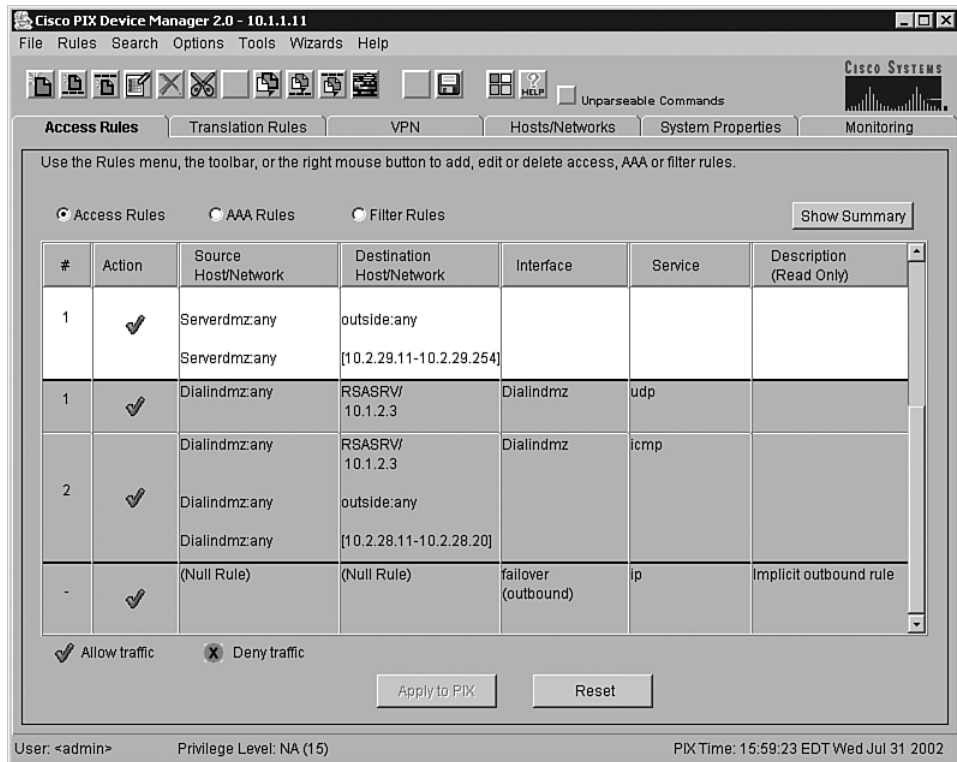 Cisco PIX Device Manager 2.0 - 10.1.1.11
File Rules Search Options Tools Wizards Help
HELP
Unparseable Commands
CISCO SYSTEMS
Access Rules Translation Rules VPN Hosts/Networks System Properties Monitoring
Use the Rules menu, the toolbar, or the right mouse button to add, edit or delete access, AAA or filter rules.
Access Rules AAA Rules Filter Rules Show Summary
# Action Source Host/Network Destination Host/Network Interface Service Description (Read Only)
1 Serverdmz:any outside:any
Serverdmz:any [10.2.29.11-10.2.29.254]
1 Dialindmz:any RSASRV/ 10.1.2.3 Dialindmz udp
2 Dialindmz:any RSASRV/ 10.1.2.3 Dialindmz icmp
Dialindmz:any outside:any
Dialindmz:any [10.2.28.11-10.2.28.20]
- (Null Rule) (Null Rule) failover (outbound) ip Implicit outbound rule
Allow traffic X Deny traffic
Apply to PIX Reset
User: <admin> Privilege Level: NA (15) PIX Time: 15:59:23 EDT Wed Jul 31 2002